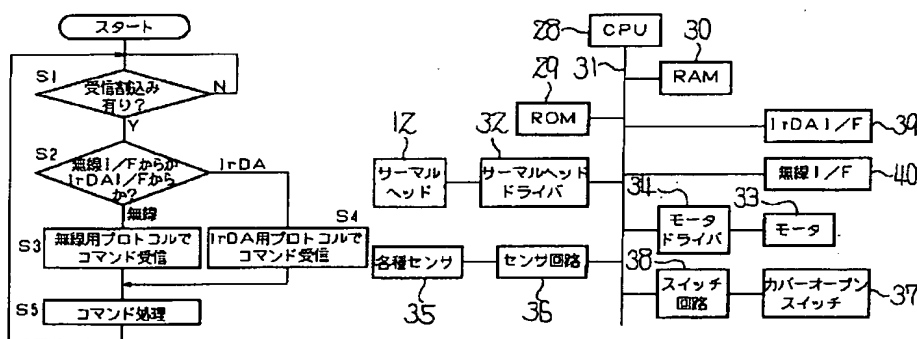 スタート
S1
受信割込み
有り?
N
Y
S2
無線I/Fからか
IrDAI/Fから
か?
IrDA
無線
S3
無線用プロトコルで
コマンド受信
S4
IrDA用プロトコルで
コマンド受信
S5
コマンド処理
28
CPU
31
30
RAM
29
ROM
IrDAI/F
39
12
サーマル
ヘッド
32
サーマルヘッド
ドライバ
無線I/F
40
34
モータ
ドライバ
33
モータ
各種センサ
35
センサ回路
36
38
スイッチ
回路
カバーオープン
スイッチ
37